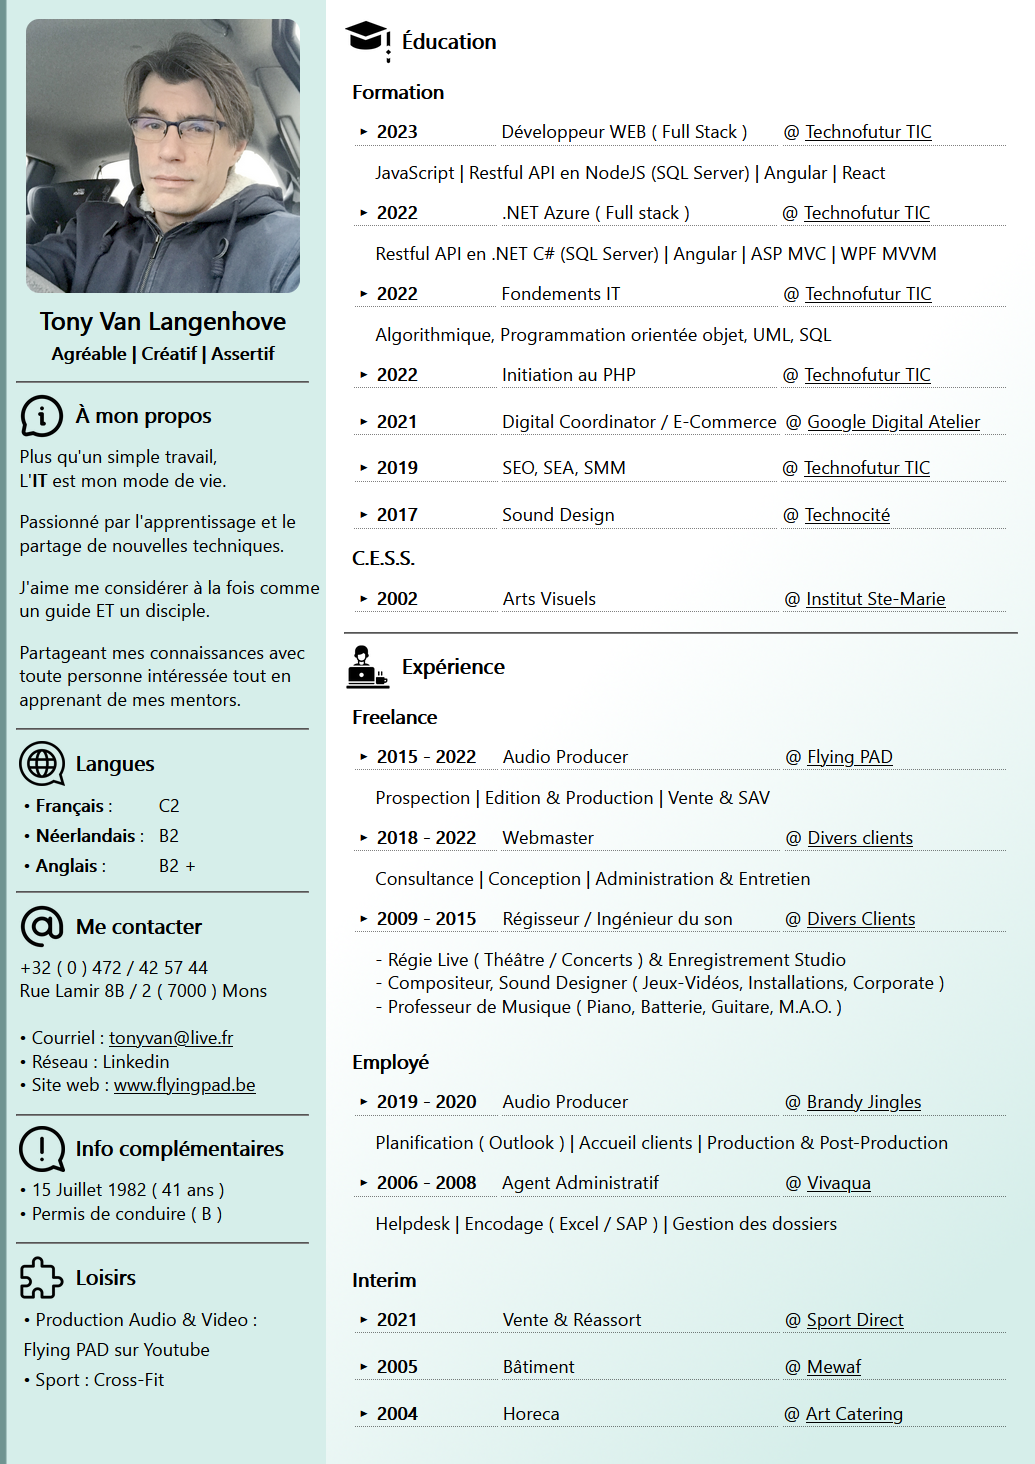 Tony Van Langenhove
Agréable | Créatif | Assertif
À mon propos
Plus qu'un simple travail,
L'IT est mon mode de vie.
Passionné par l'apprentissage et le
partage de nouvelles techniques.
J'aime me considérer à la fois comme
un guide ET un disciple.
Partageant mes connaissances avec
toute personne intéressée tout en
apprenant de mes mentors.
Langues
• Français : C2
• Néerlandais : B2
• Anglais : B2 +
Me contacter
+32 ( 0 ) 472 / 42 57 44
Rue Lamir 8B / 2 ( 7000 ) Mons
• Courriel : tonyvan@live.fr
• Réseau : Linkedin
• Site web : www.flyingpad.be
Info complémentaires
• 15 Juillet 1982 ( 41 ans )
• Permis de conduire ( B )
Loisirs
• Production Audio & Video :
Flying PAD sur Youtube
• Sport : Cross-Fit
Éducation
Formation
‣ 2023 Développeur WEB ( Full Stack ) @ Technofutur TIC
JavaScript | Restful API en NodeJS (SQL Server) | Angular | React
‣ 2022 .NET Azure ( Full stack ) @ Technofutur TIC
Restful API en .NET C# (SQL Server) | Angular | ASP MVC | WPF MVVM
‣ 2022 Fondements IT @ Technofutur TIC
Algorithmique, Programmation orientée objet, UML, SQL
‣ 2022 Initiation au PHP @ Technofutur TIC
‣ 2021 Digital Coordinator / E-Commerce @ Google Digital Atelier
‣ 2019 SEO, SEA, SMM @ Technofutur TIC
‣ 2017 Sound Design @ Technocité
C.E.S.S.
‣ 2002 Arts Visuels @ Institut Ste-Marie
Expérience
Freelance
‣ 2015 - 2022 Audio Producer @ Flying PAD
Prospection | Edition & Production | Vente & SAV
‣ 2018 - 2022 Webmaster @ Divers clients
Consultance | Conception | Administration & Entretien
‣ 2009 - 2015 Régisseur / Ingénieur du son @ Divers Clients
- Régie Live ( Théâtre / Concerts ) & Enregistrement Studio
- Compositeur, Sound Designer ( Jeux-Vidéos, Installations, Corporate )
- Professeur de Musique ( Piano, Batterie, Guitare, M.A.O. )
Employé
‣ 2019 - 2020 Audio Producer @ Brandy Jingles
Planification ( Outlook ) | Accueil clients | Production & Post-Production
‣ 2006 - 2008 Agent Administratif @ Vivaqua
Helpdesk | Encodage ( Excel / SAP ) | Gestion des dossiers
Interim
‣ 2021 Vente & Réassort @ Sport Direct
‣ 2005 Bâtiment @ Mewaf
‣ 2004 Horeca @ Art Catering